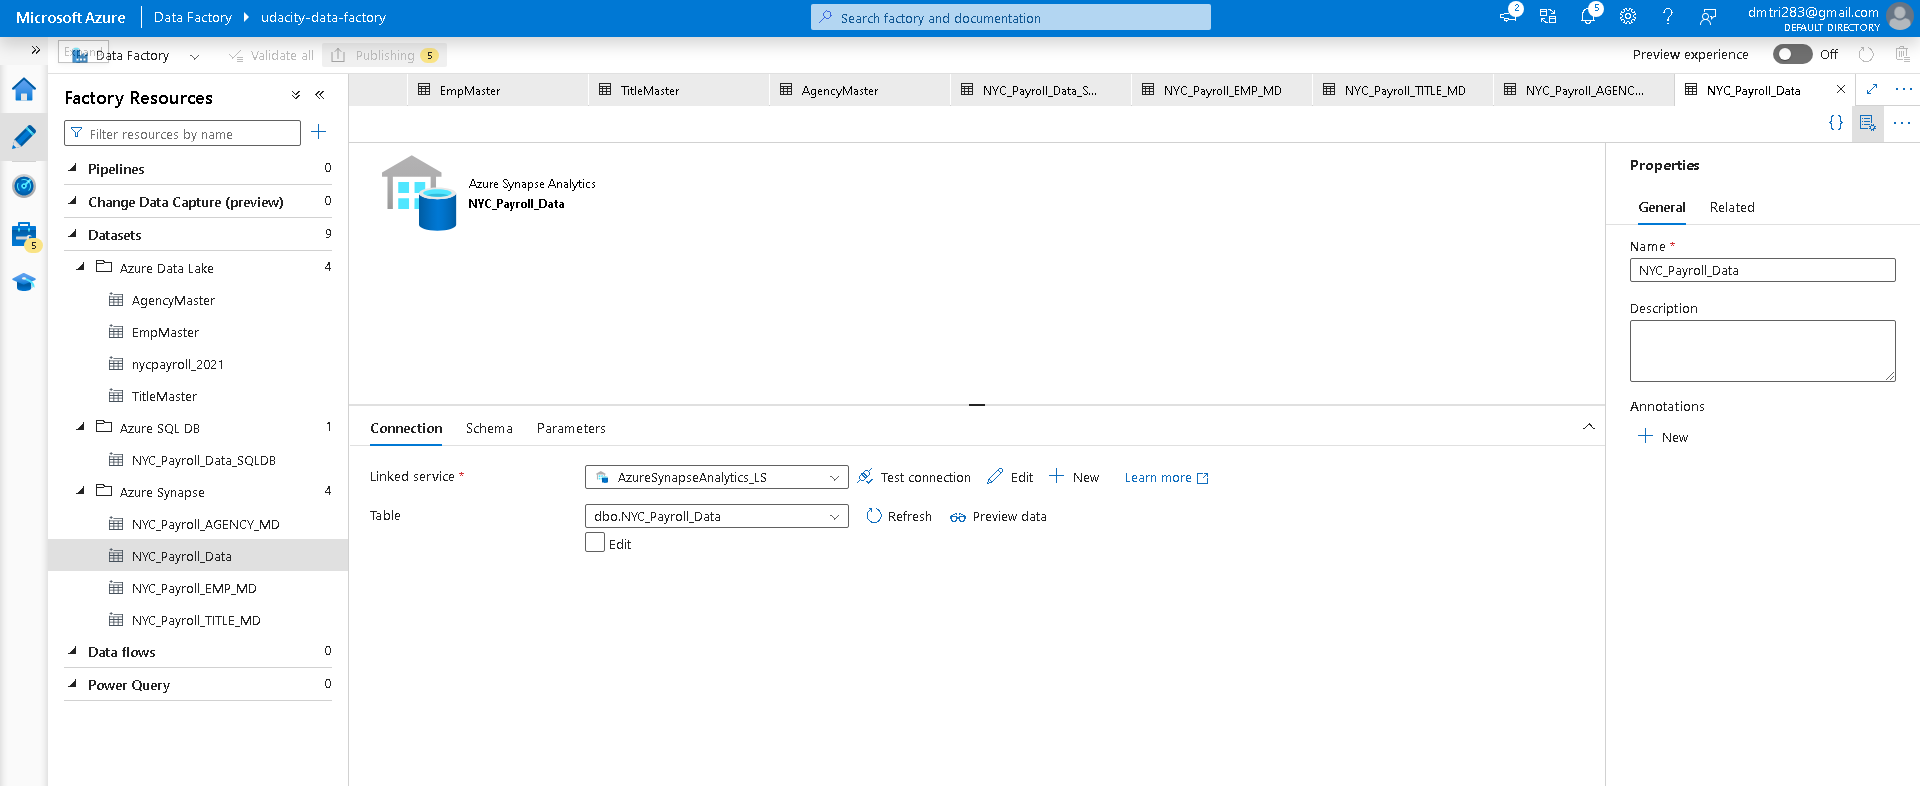 Microsoft Azure
Data Factory
udacity-data-factory
Search factory and documentation
2
5
dmtri283@gmail.com
DEFAULT DIRECTORY
Expand
Data Factory
Validate all
Publishing
5
Preview experience
Off
5
Factory Resources
Filter resources by name
Pipelines 0
Change Data Capture (preview) 0
Datasets 9
Azure Data Lake 4
AgencyMaster
EmpMaster
nycpayroll_2021
TitleMaster
Azure SQL DB 1
NYC_Payroll_Data_SQLDB
Azure Synapse 4
NYC_Payroll_AGENCY_MD
NYC_Payroll_Data
NYC_Payroll_EMP_MD
NYC_Payroll_TITLE_MD
Data flows 0
Power Query 0
EmpMaster
TitleMaster
AgencyMaster
NYC_Payroll_Data_S...
NYC_Payroll_EMP_MD
NYC_Payroll_TITLE_MD
NYC_Payroll_AGENC...
NYC_Payroll_Data
{}
Azure Synapse Analytics
NYC_Payroll_Data
Connection
Schema
Parameters
Linked service *
AzureSynapseAnalytics_LS
Test connection
Edit
New
Learn more
Table
dbo.NYC_Payroll_Data
Refresh
Preview data
Edit
Properties
General
Related
Name *
NYC_Payroll_Data
Description
Annotations
New